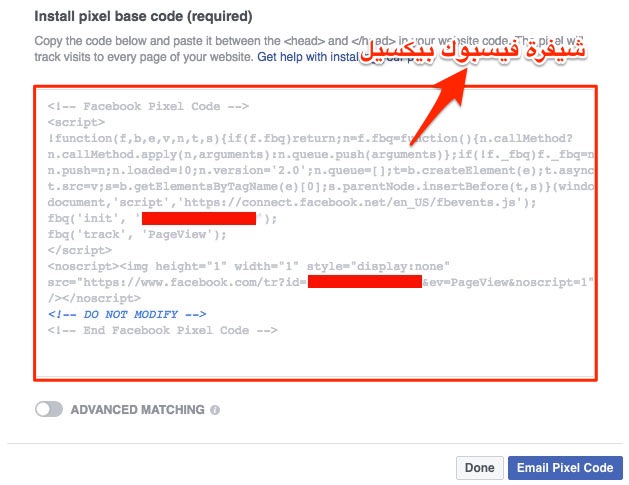 Install pixel base code (required)
Copy the code below and paste it between the <head> and </head> in your website code. The pixel will
track visits to every page of your website. Get help with installing your
شيفرة فيسبوك بيكسيل
<!-- Facebook Pixel Code -->
<script>
!function(f,b,e,v,n,t,s){if(f.fbq)return;n=f.fbq=function(){n.callMethod?
n.callMethod.apply(n,arguments):n.queue.push(arguments)};if(!f._fbq)f._fbq=n
n.push=n;n.loaded=!0;n.version='2.0';n.queue=[];t=b.createElement(e);t.async
t.src=v;s=b.getElementsByTagName(e)[0];s.parentNode.insertBefore(t,s)}(windo
document,'script','https://connect.facebook.net/en_US/fbevents.js');
fbq('init', '');
fbq('track', 'PageView');
</script>
<noscript><img height="1" width="1" style="display:none"
src="https://www.facebook.com/tr?id=&ev=PageView&noscript=1"
/></noscript>
<!-- DO NOT MODIFY -->
<!-- End Facebook Pixel Code -->
ADVANCED MATCHING
Done
Email Pixel Code